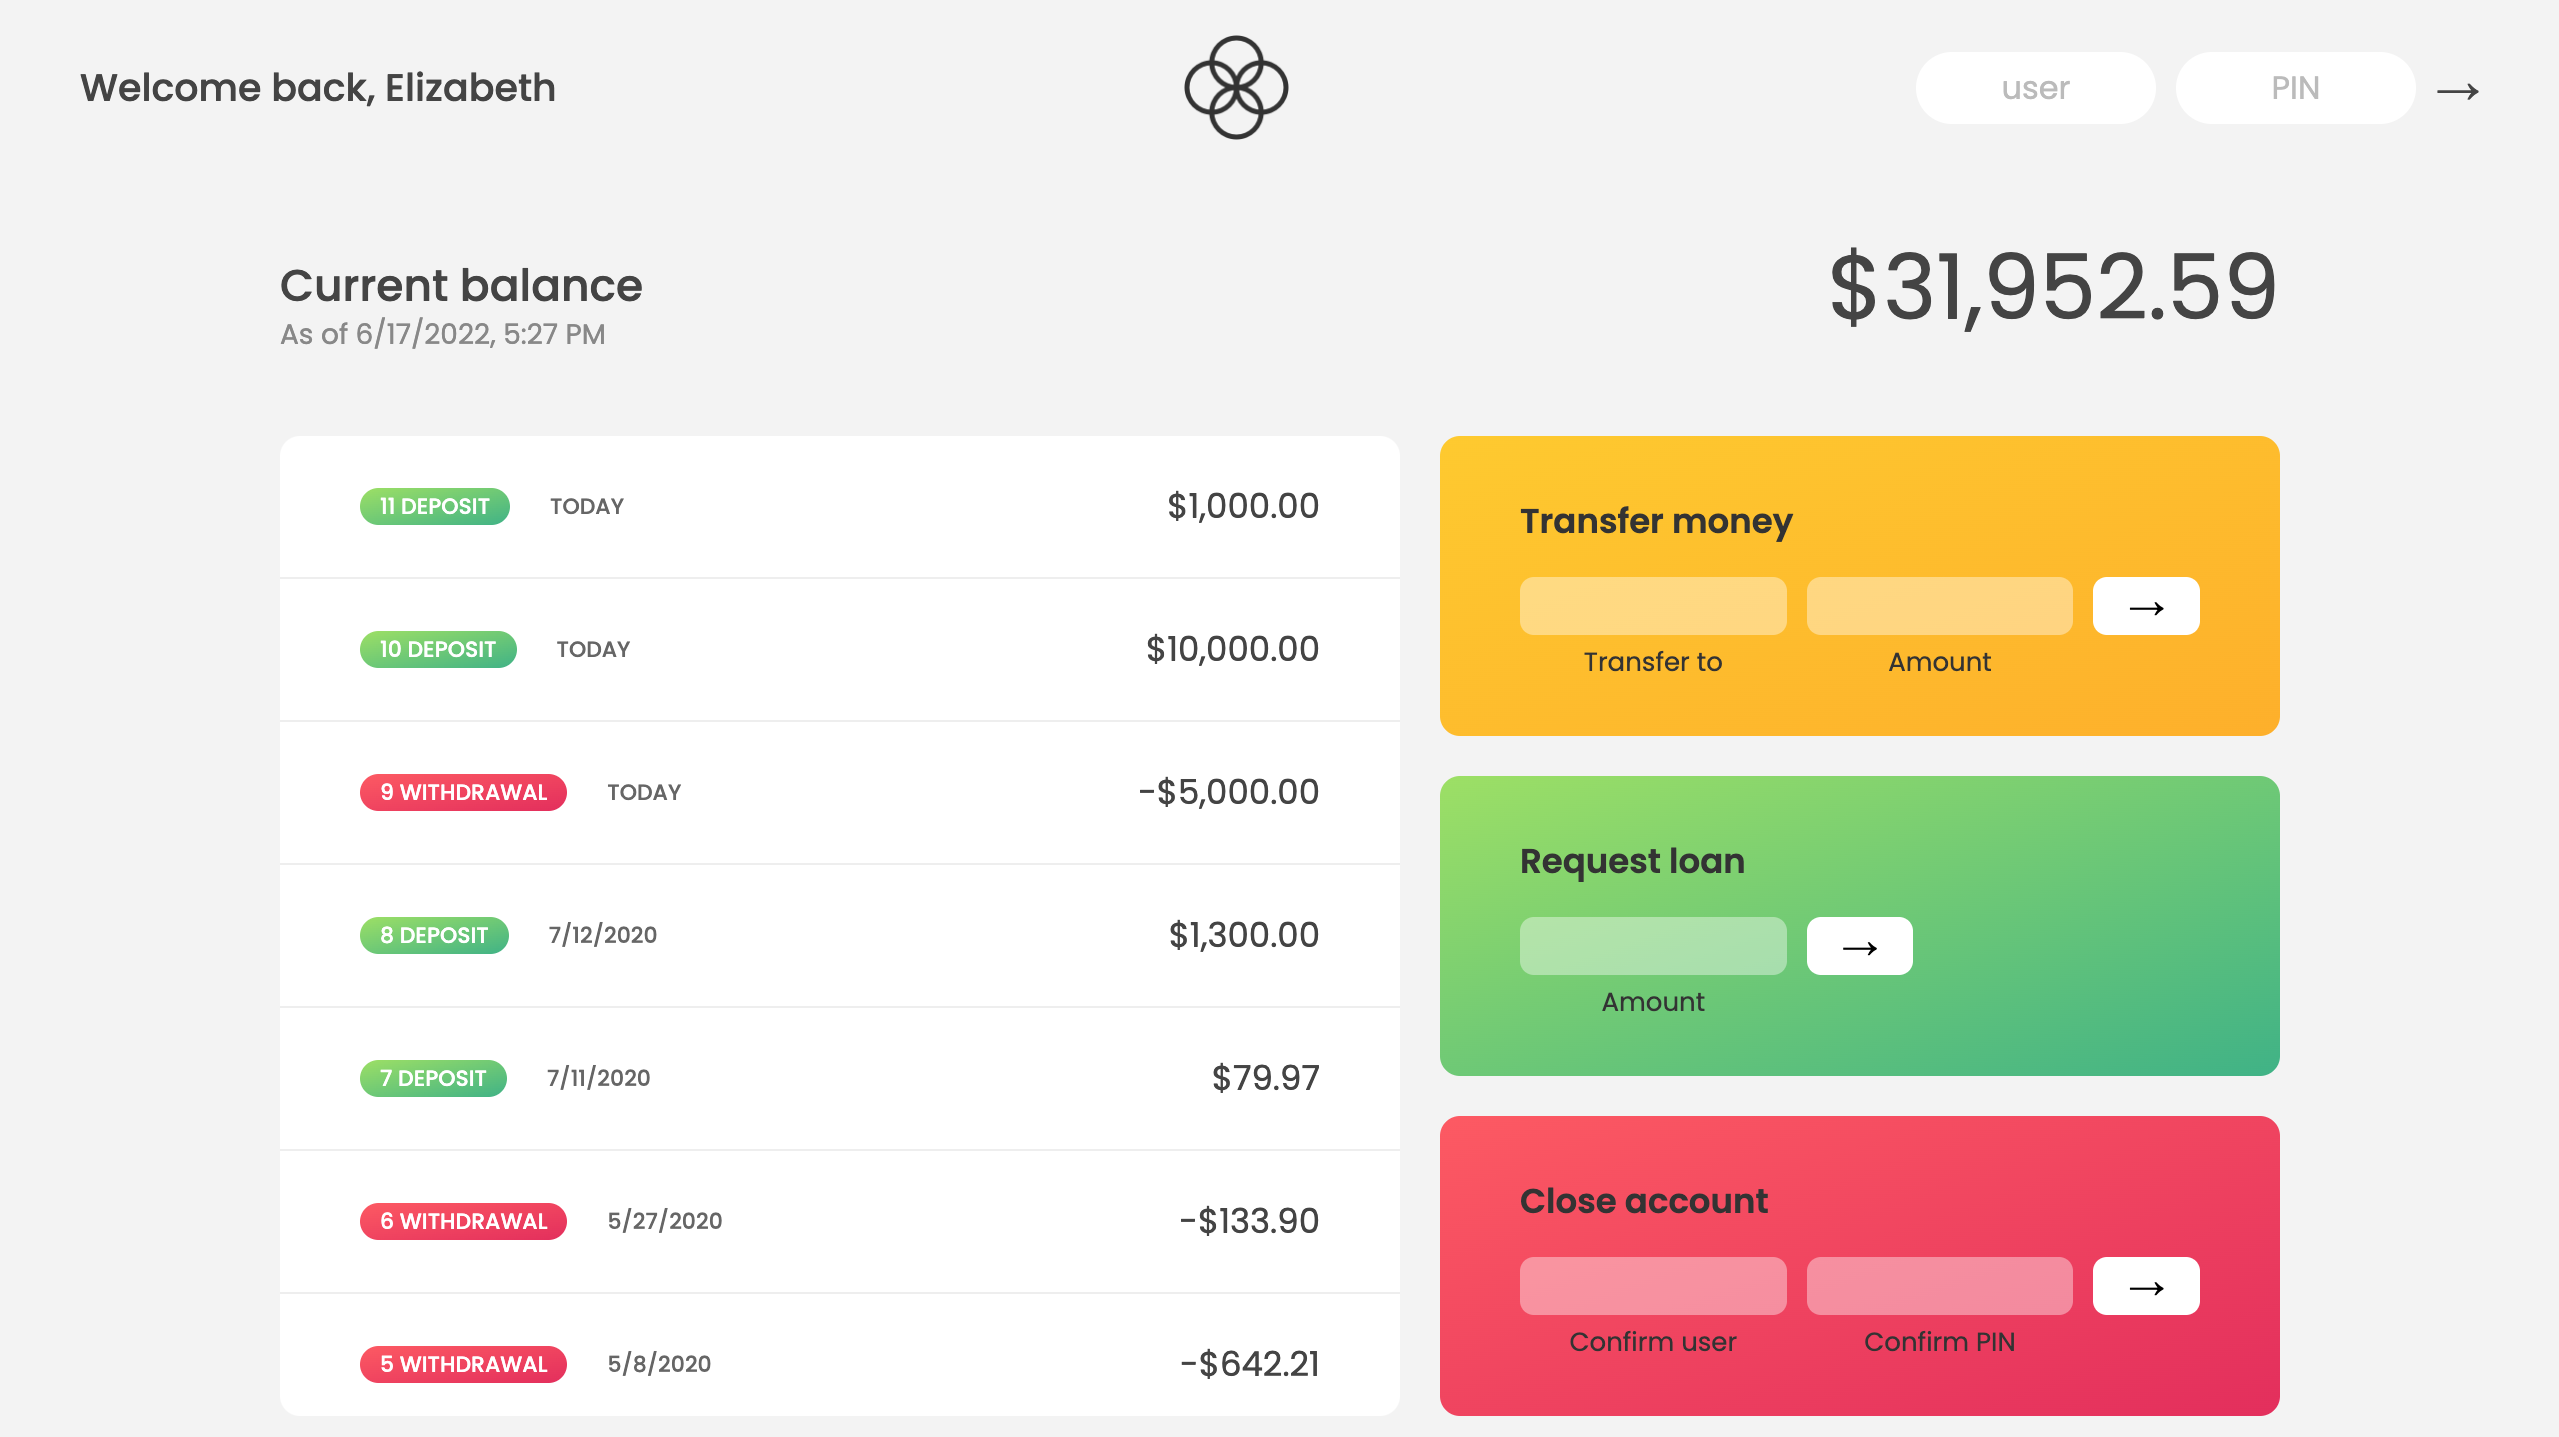 Welcome back, Elizabeth
user
PIN
→
Current balance
As of 6/17/2022, 5:27 PM
$31,952.59
11 DEPOSIT TODAY $1,000.00
10 DEPOSIT TODAY $10,000.00
9 WITHDRAWAL TODAY -$5,000.00
8 DEPOSIT 7/12/2020 $1,300.00
7 DEPOSIT 7/11/2020 $79.97
6 WITHDRAWAL 5/27/2020 -$133.90
5 WITHDRAWAL 5/8/2020 -$642.21
Transfer money
→
Transfer to Amount
Request loan
→
Amount
Close account
→
Confirm user Confirm PIN